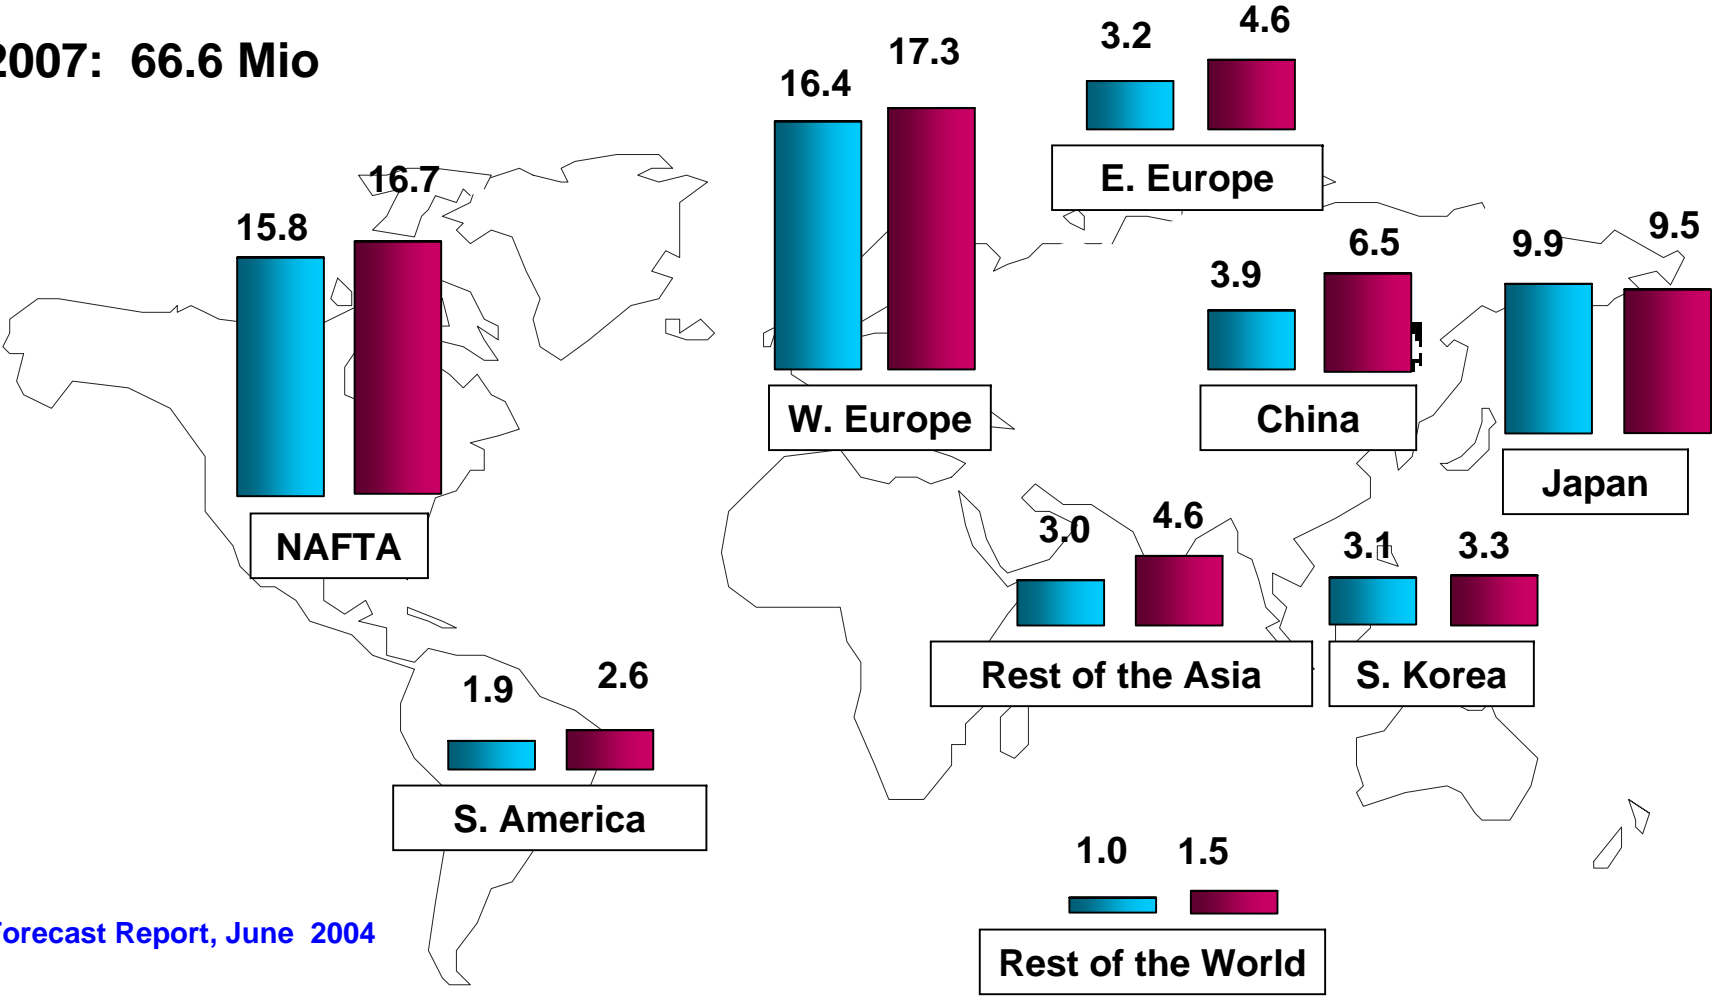 2007: 66.6 Mio
3.2 4.6
16.4 17.3
E. Europe
15.8 16.7
3.9 6.5
9.9 9.5
W. Europe
China
Japan
NAFTA
3.0 4.6
3.1 3.3
Rest of the Asia
S. Korea
1.9 2.6
S. America
1.0 1.5
Rest of the World
Forecast Report, June 2004